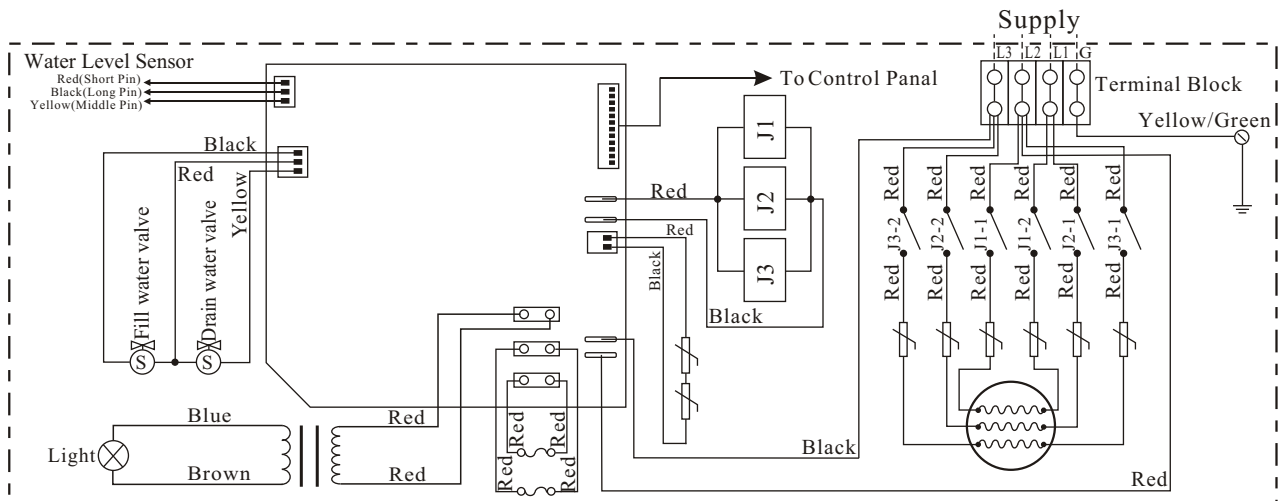 Supply
L3 L2 L1 G
Water Level Sensor
Red(Short Pin)
Black(Long Pin)
Yellow(Middle Pin)
To Control Panal
Terminal Block
Yellow/Green
Black
Red
Yellow
Fill water valve
Drain water valve
S
S
J1
J2
J3
Red
Red
Black
Black
Red
Red
Red
Red
Red
Red
J3-2
J2-2
J1-1
J1-2
J2-1
J3-1
Red
Red
Red
Red
Red
Red
Light
Blue
Brown
Red
Red
Red
Red
Red
Red
Black
Red